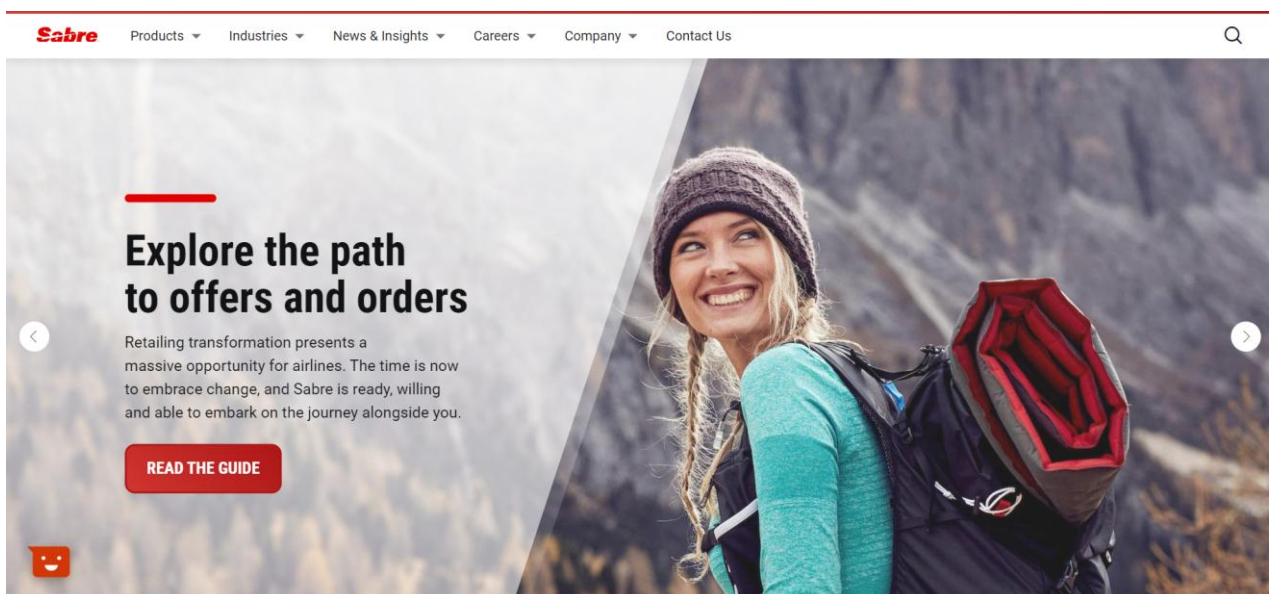 Sabre
Products
Industries
News & Insights
Careers
Company
Contact Us
Explore the path
to offers and orders
Retailing transformation presents a
massive opportunity for airlines. The time is now
to embrace change, and Sabre is ready, willing
and able to embark on the journey alongside you.
READ THE GUIDE